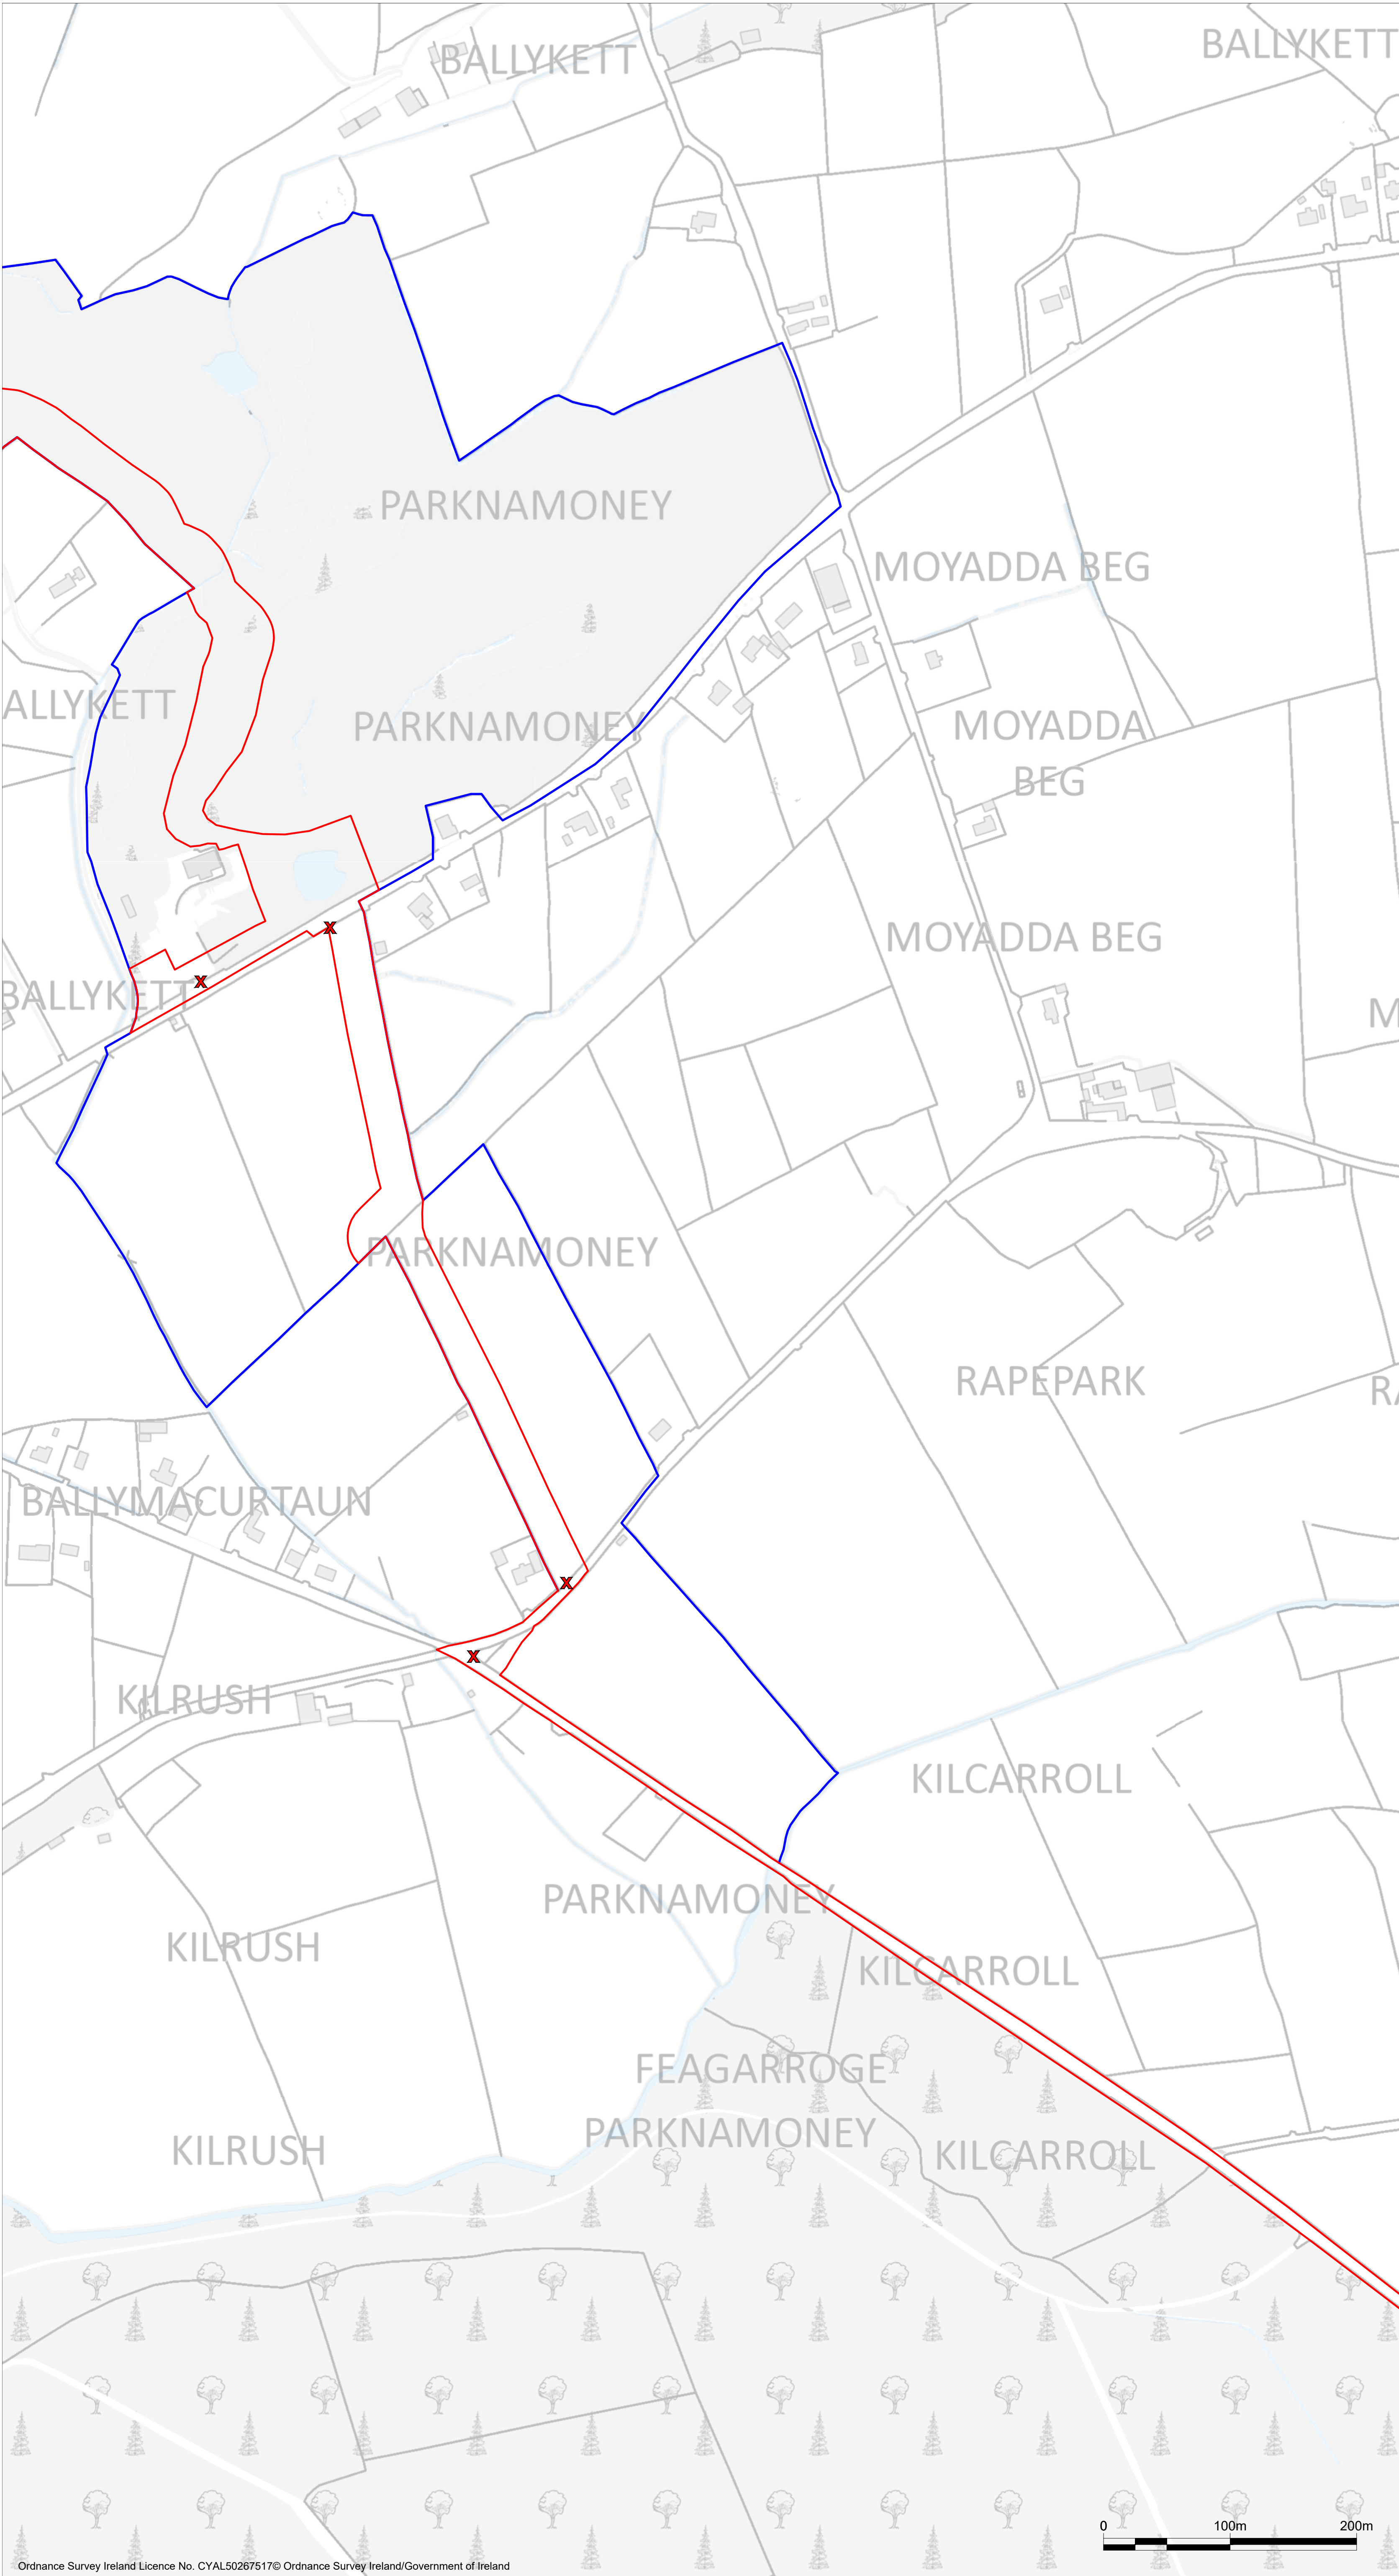 BALLYKETT
BALLYKETT
PARKNAMONEY
MOYADDA BEG
ALLYKETT
PARKNAMONEY
MOYADDA
BEG
MOYADDA BEG
BALLYKETT
M
X
X
PARKNAMONEY
RAPEPARK
RA
BALLYMACURTAUN
X
X
KILRUSH
KILCARROLL
PARKNAMONEY
KILRUSH
KILCARROLL
FEAGARROGE
PARKNAMONEY
KILRUSH
KILCARROLL
0 100m 200m
Ordnance Survey Ireland Licence No. CYAL50267517© Ordnance Survey Ireland/Government of Ireland